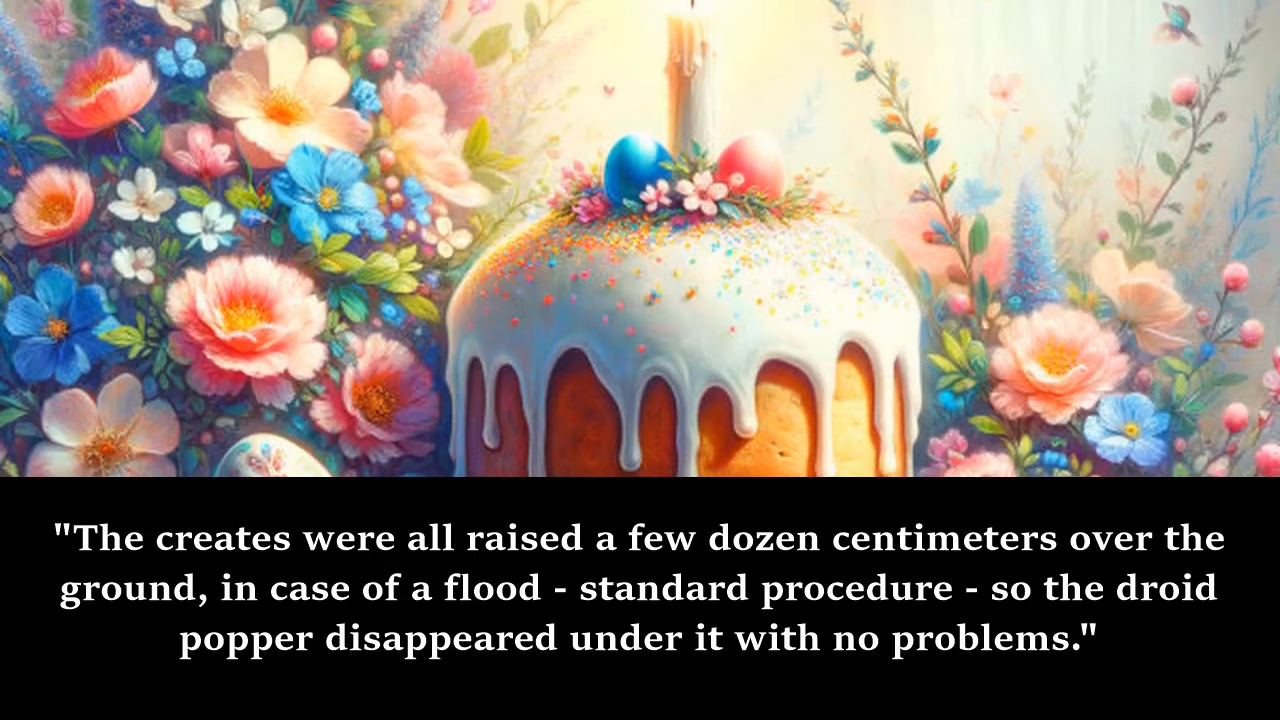 "The creates were all raised a few dozen centimeters over the
ground, in case of a flood - standard procedure - so the droid
popper disappeared under it with no problems."